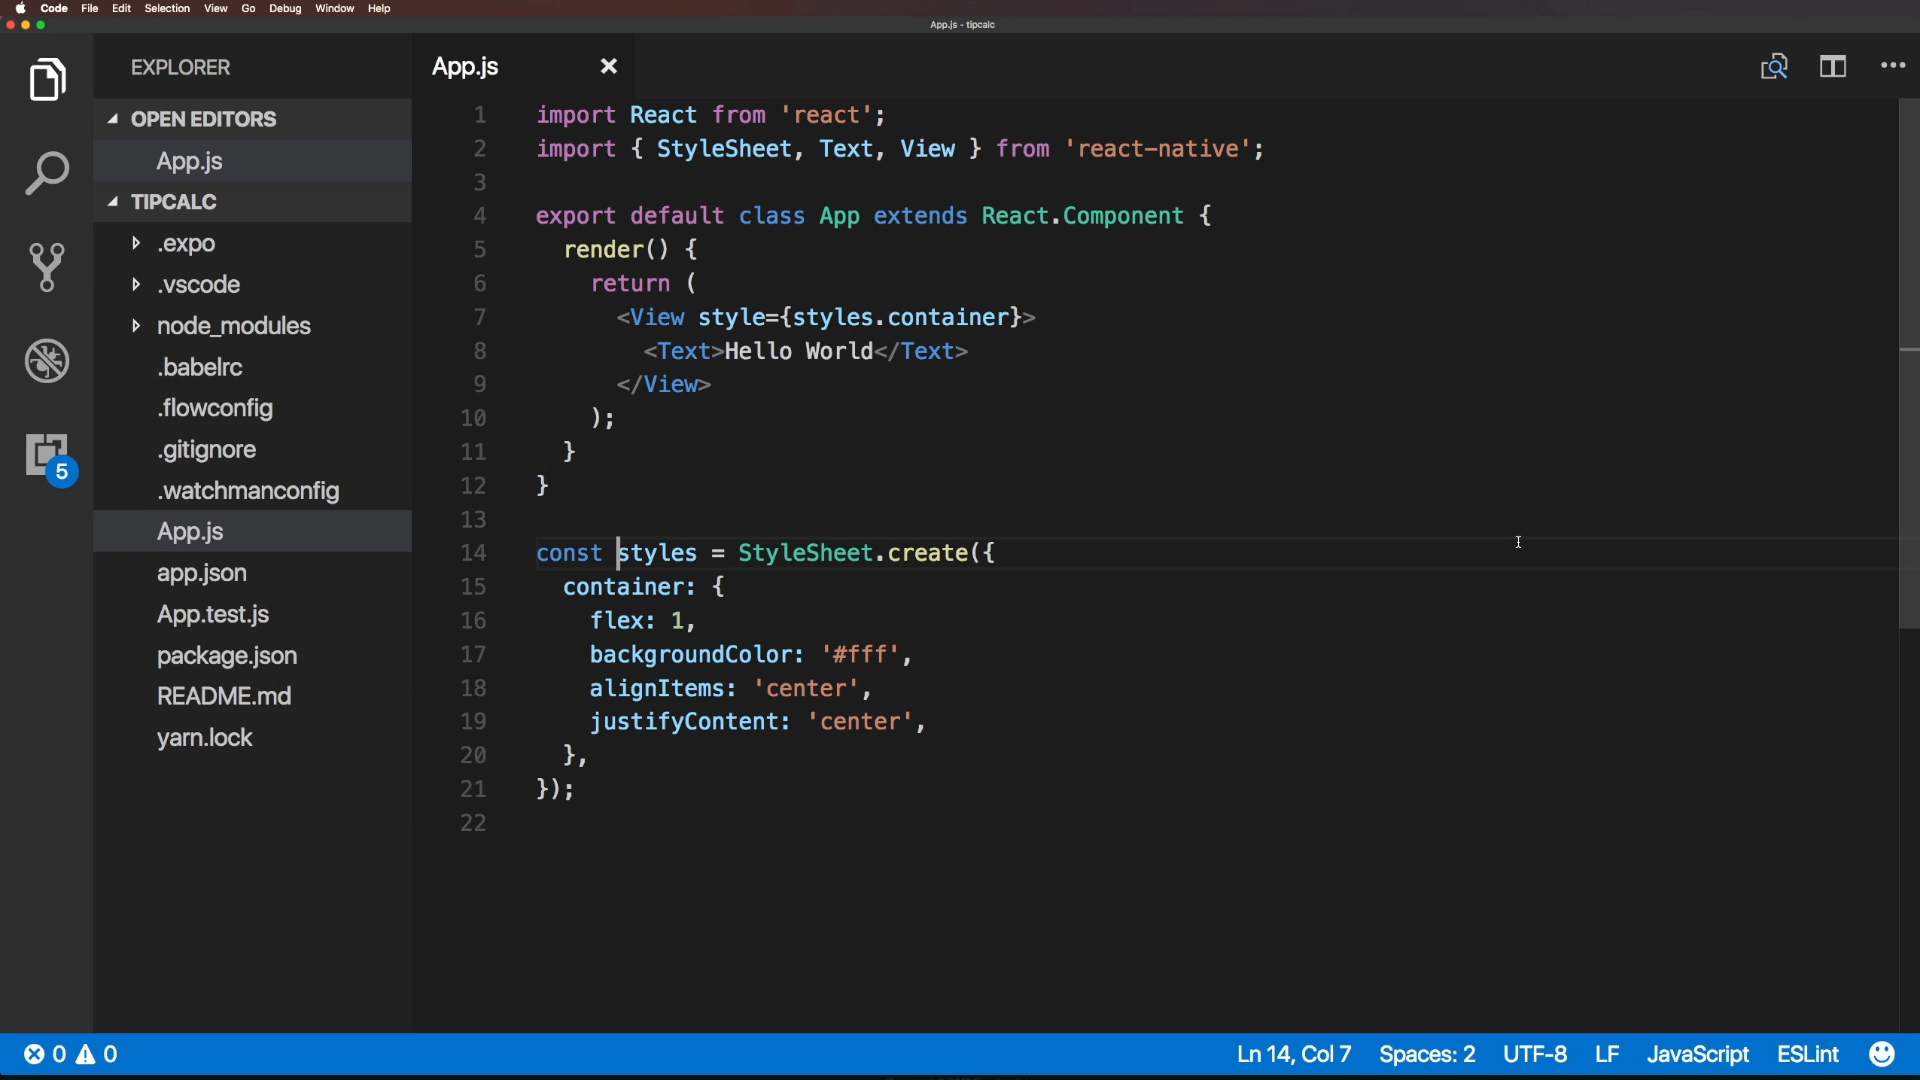 Code File Edit Selection View Go Debug Window Help
App.js - tipcalc
EXPLORER
OPEN EDITORS
App.js
TIPCALC
.expo
.vscode
node_modules
.babelrc
.flowconfig
.gitignore
.watchmanconfig
App.js
app.json
App.test.js
package.json
README.md
yarn.lock
5
App.js
1 import React from 'react';
2 import { StyleSheet, Text, View } from 'react-native';
3
4 export default class App extends React.Component {
5 render() {
6 return (
7 <View style={styles.container}>
8 <Text>Hello World</Text>
9 </View>
10 );
11 }
12 }
13
14 const styles = StyleSheet.create({
15 container: {
16 flex: 1,
17 backgroundColor: '#fff',
18 alignItems: 'center',
19 justifyContent: 'center',
20 },
21 });
22
0 0 Ln 14, Col 7 Spaces: 2 UTF-8 LF JavaScript ESLint